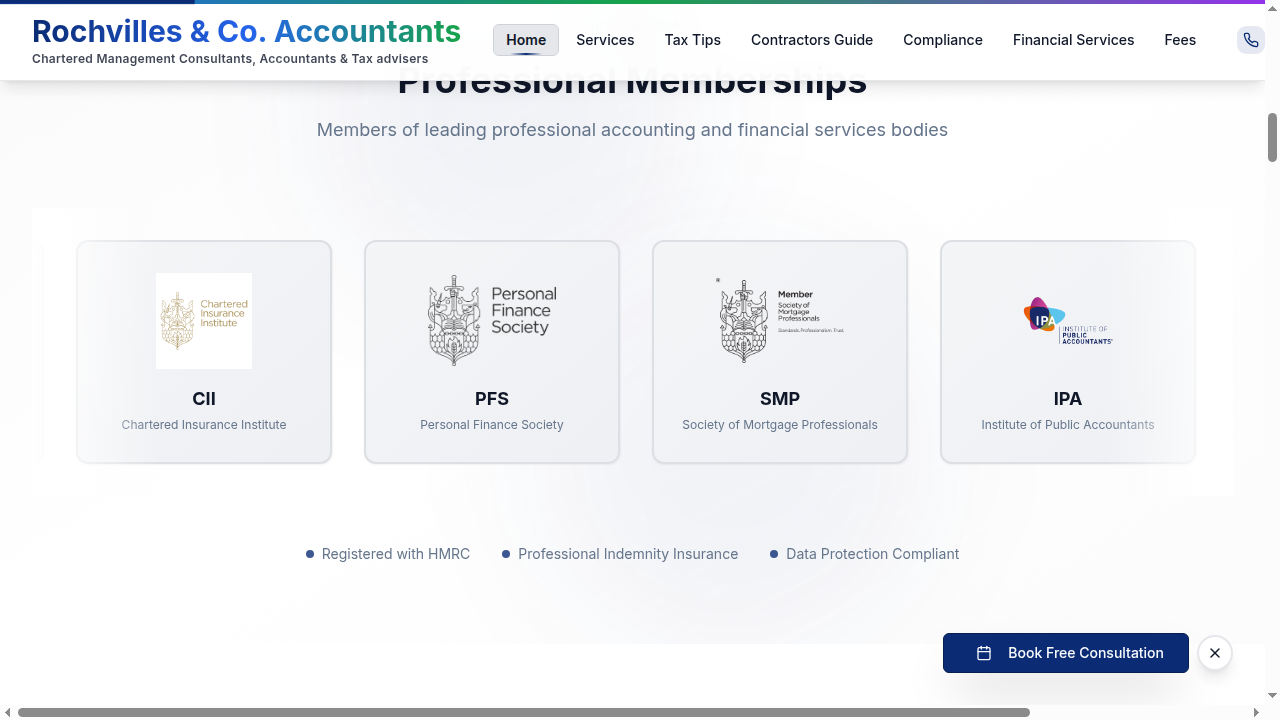 Rochvilles & Co. Accountants
Chartered Management Consultants, Accountants & Tax advisers
Home
Services
Tax Tips
Contractors Guide
Compliance
Financial Services
Fees
Professional Memberships
Members of leading professional accounting and financial services bodies
Chartered
Insurance
Institute
CII
Chartered Insurance Institute
Personal
Finance
Society
PFS
Personal Finance Society
Member
Society of
Mortgage
Professionals
Standards. Professionalism. Trust.
SMP
Society of Mortgage Professionals
IPA
INSTITUTE OF
PUBLIC
ACCOUNTANTS
IPA
Institute of Public Accountants
Registered with HMRC
Professional Indemnity Insurance
Data Protection Compliant
Book Free Consultation